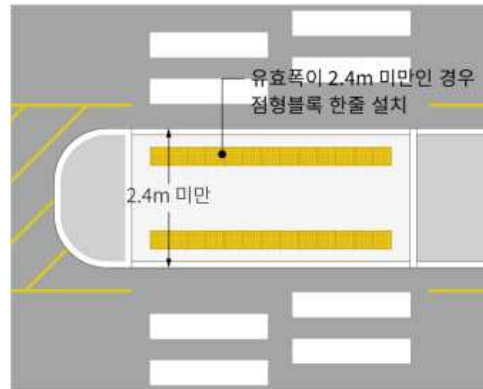 유효폭이 2.4m 미만인 경우
점형블록 한줄 설치
2.4m 미만